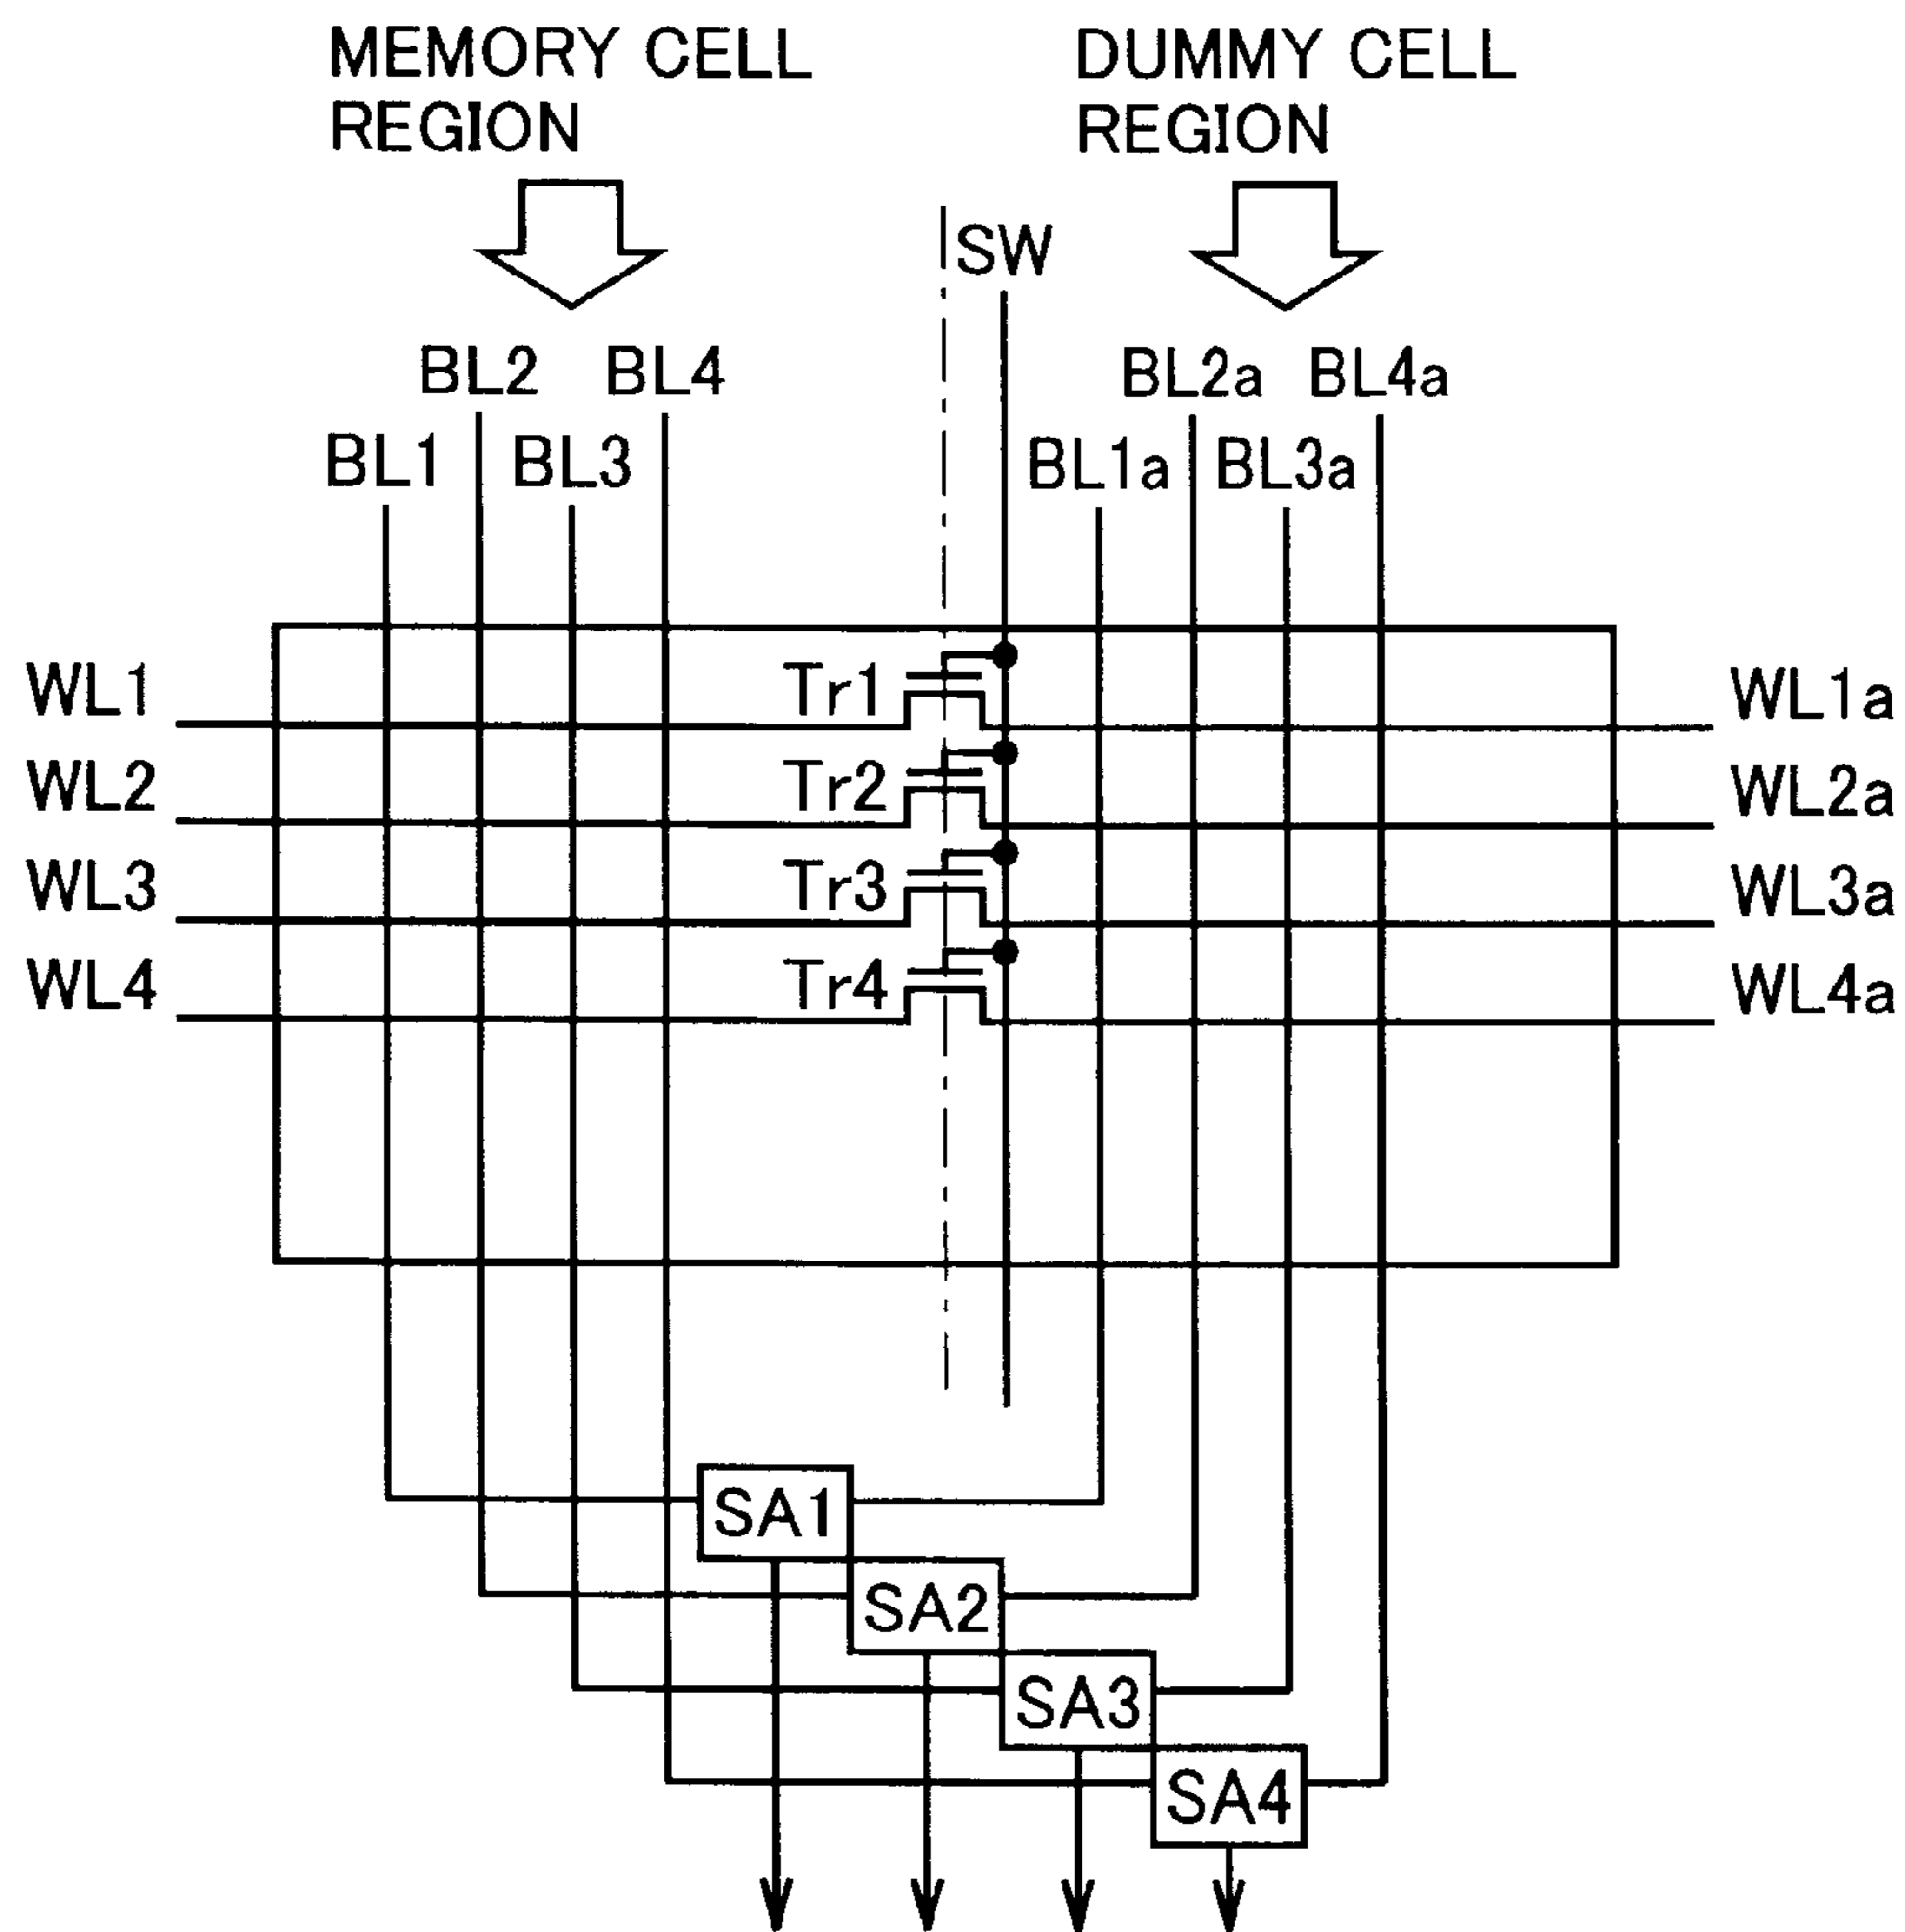 MEMORY CELL
REGION
DUMMY CELL
REGION
SW
BL2
BL4
BL2a
BL4a
BL1
BL3
BL1a
BL3a
WL1
Tr1
WL1a
WL2
Tr2
WL2a
WL3
Tr3
WL3a
WL4
Tr4
WL4a
SA1
SA2
SA3
SA4